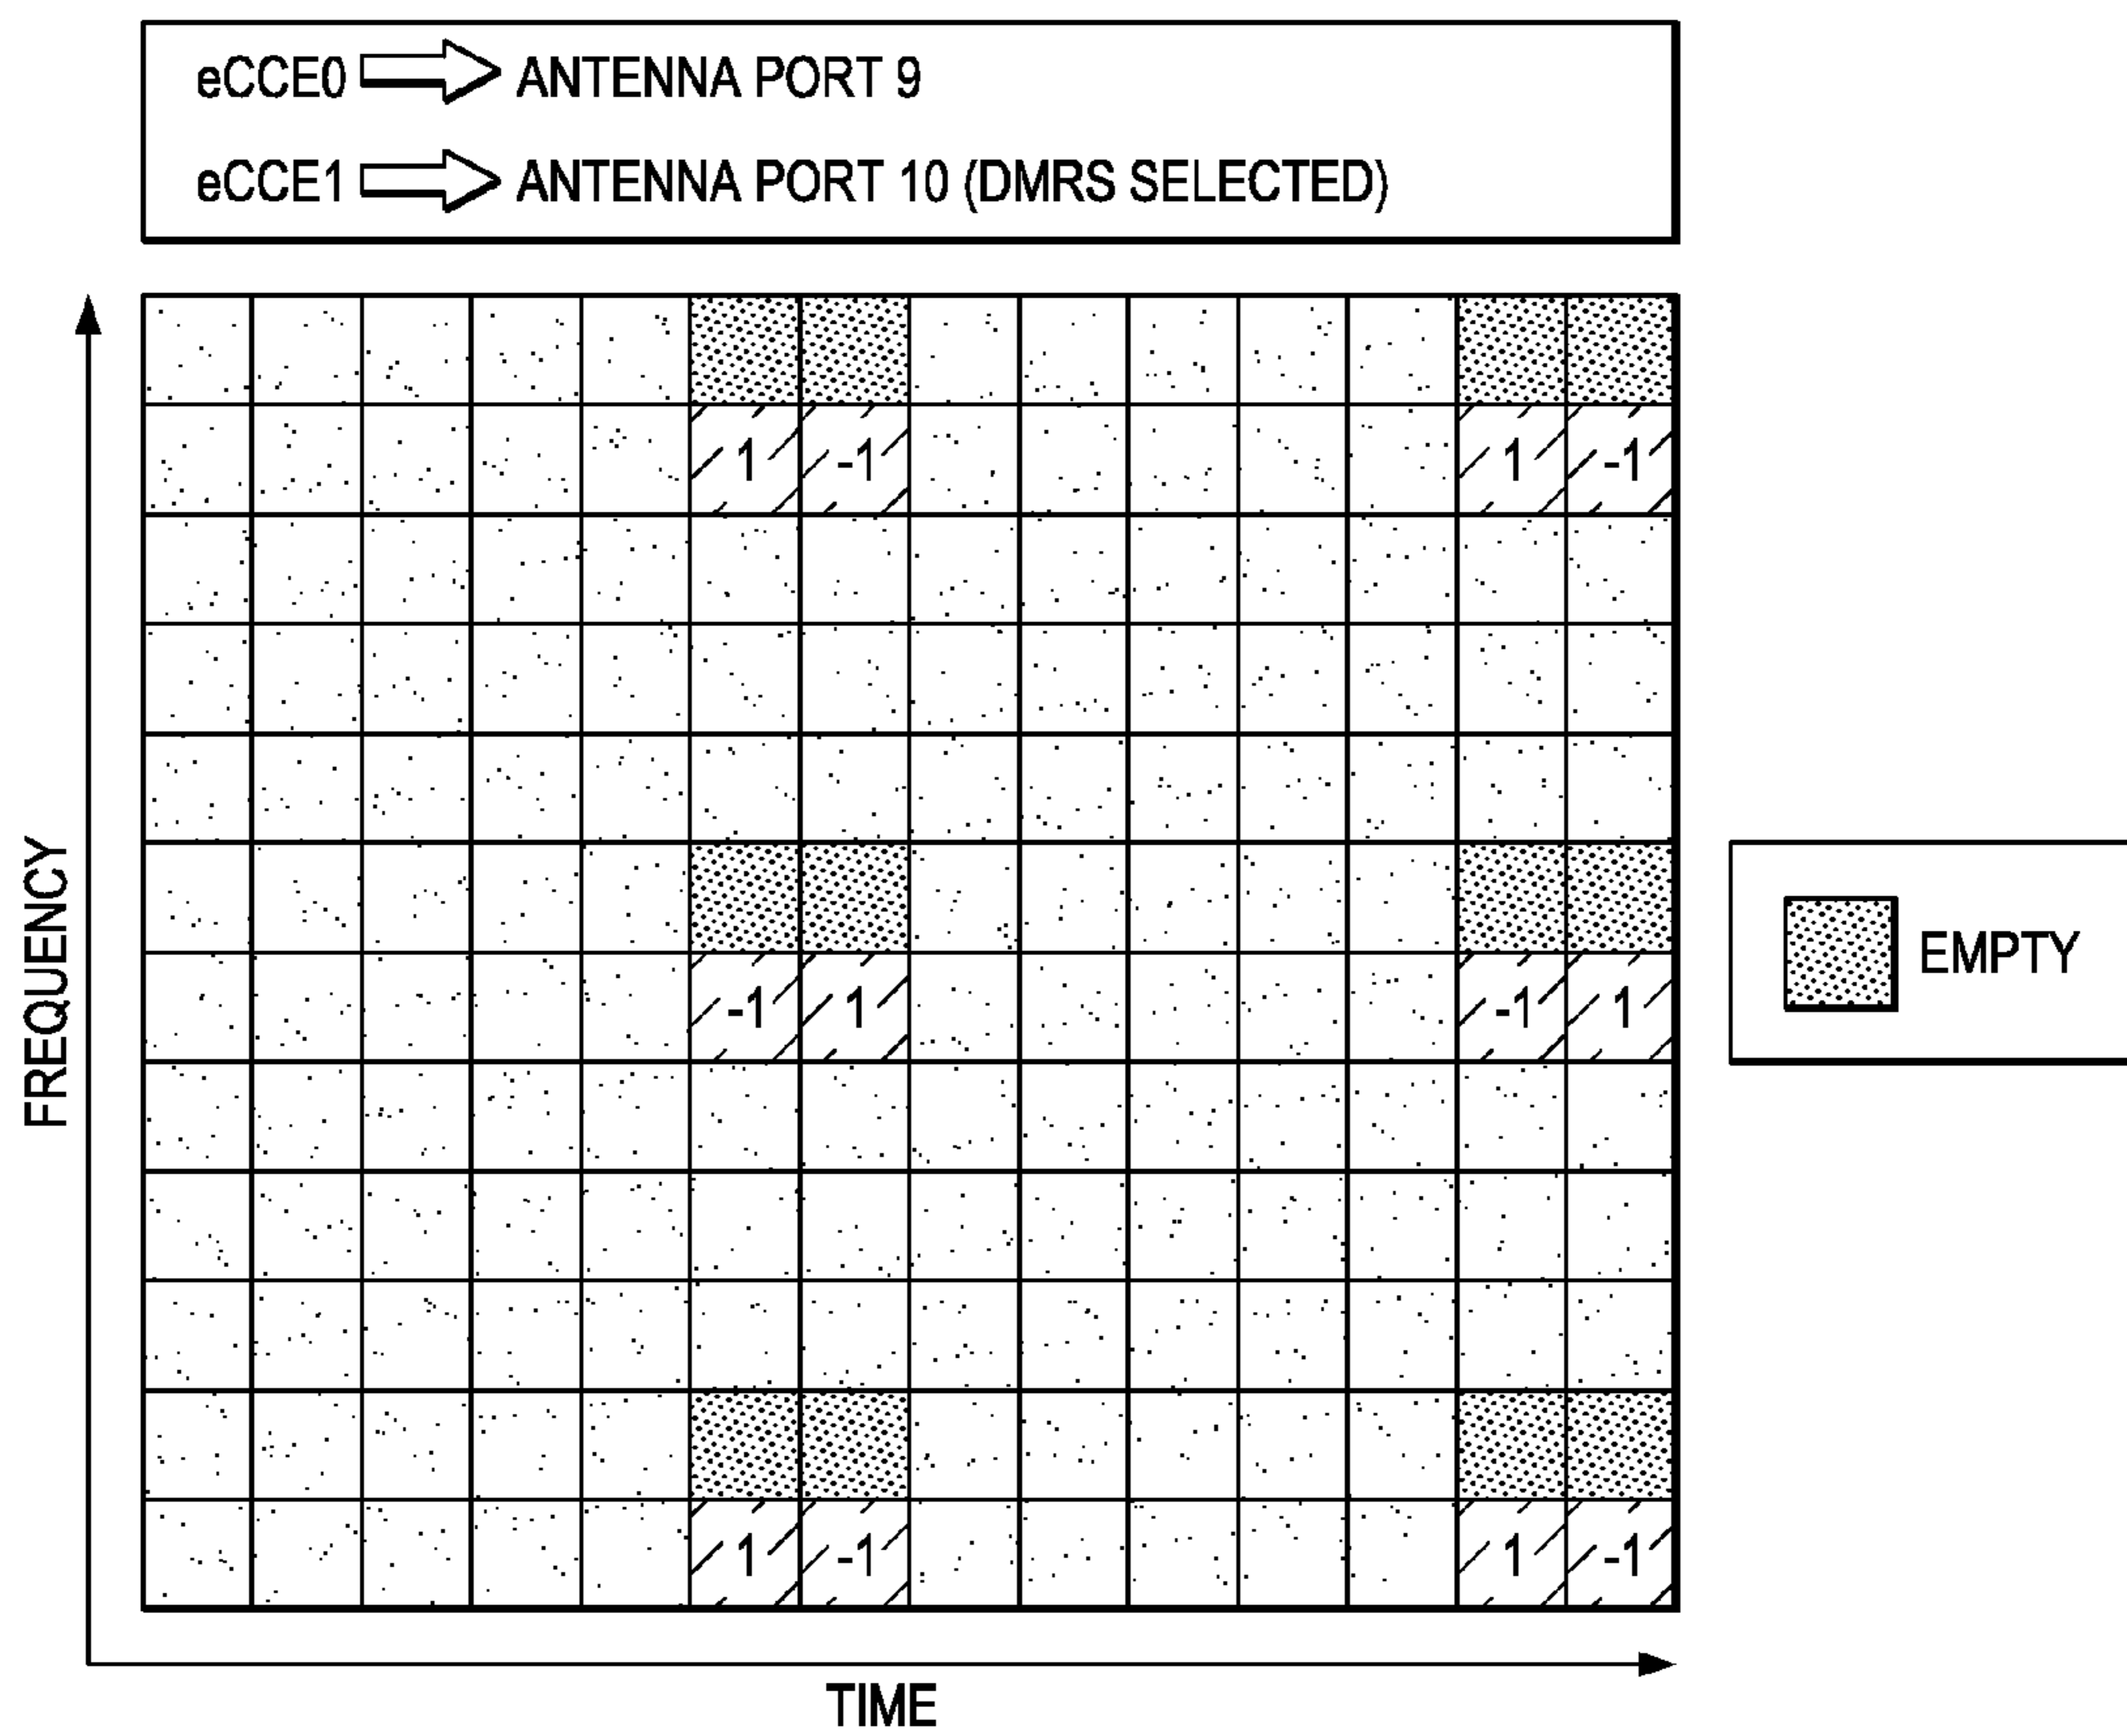 eCCE0 ANTENNA PORT 9
eCCE1 ANTENNA PORT 10 (DMRS SELECTED)
1 -1 1 -1
-1 1 -1 1
1 -1 1 -1
FREQUENCY
EMPTY
TIME